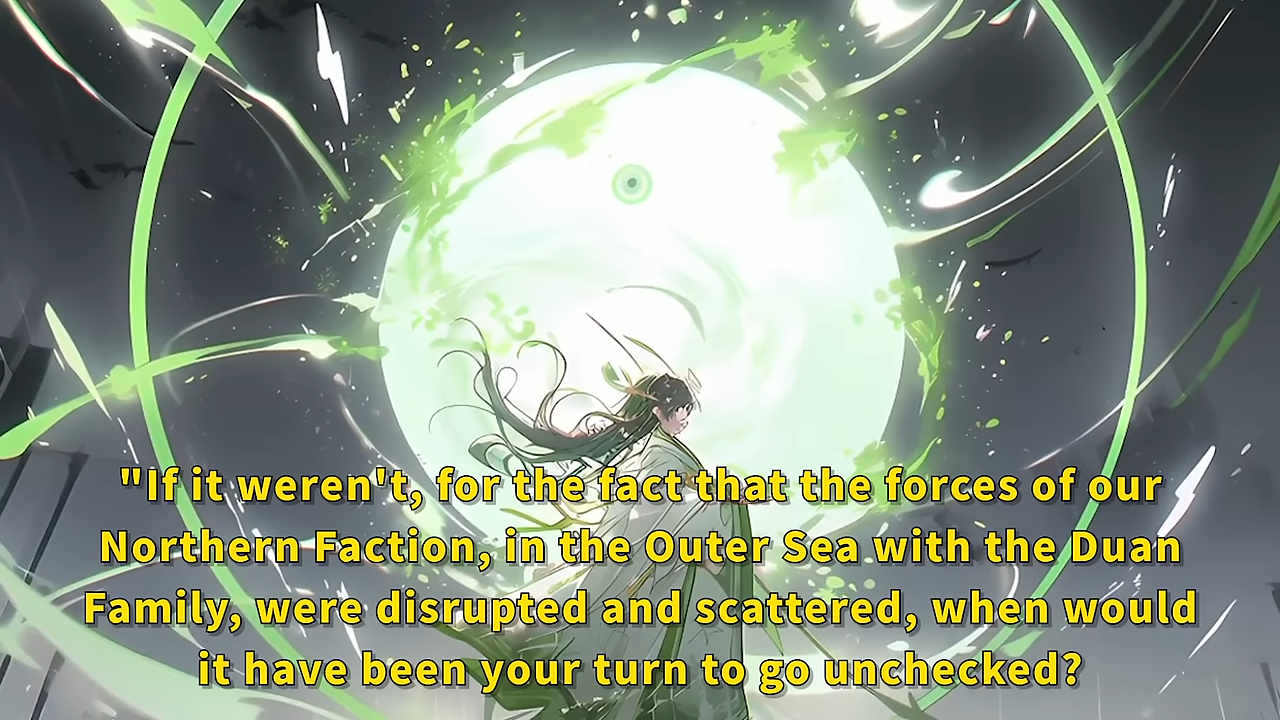 "If it weren't, for the fact that the forces of our
Northern Faction, in the Outer Sea with the Duan
Family, were disrupted and scattered, when would
it have been your turn to go unchecked?